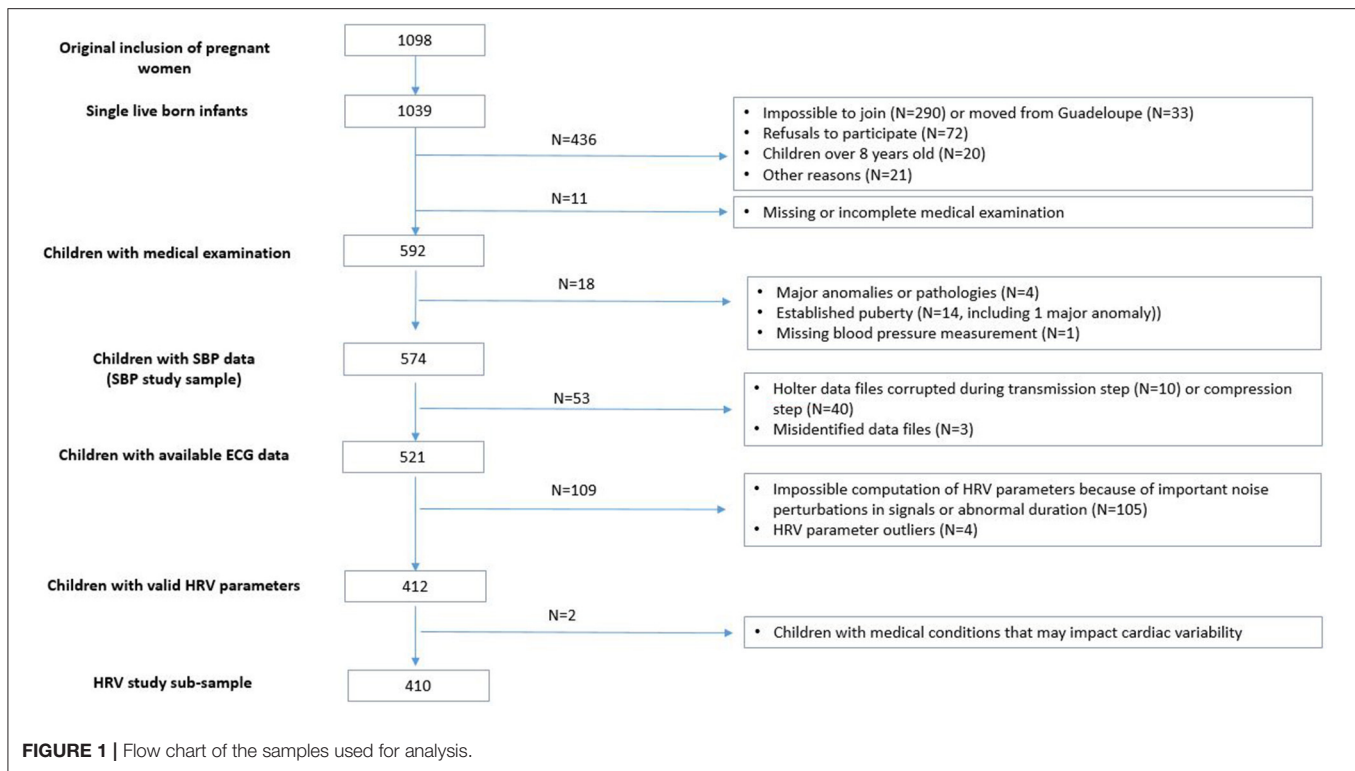 Original inclusion of pregnant
women
1098
Single live born infants
1039
N=436
• Impossible to join (N=290) or moved from Guadeloupe (N=33)
• Refusals to participate (N=72)
• Children over 8 years old (N=20)
• Other reasons (N=21)
N=11
• Missing or incomplete medical examination
Children with medical examination
592
N=18
• Major anomalies or pathologies (N=4)
• Established puberty (N=14, including 1 major anomaly))
• Missing blood pressure measurement (N=1)
Children with SBP data
(SBP study sample)
574
N=53
• Holter data files corrupted during transmission step (N=10) or compression
step (N=40)
• Misidentified data files (N=3)
Children with available ECG data
521
N=109
• Impossible computation of HRV parameters because of important noise
perturbations in signals or abnormal duration (N=105)
• HRV parameter outliers (N=4)
Children with valid HRV parameters
412
N=2
• Children with medical conditions that may impact cardiac variability
HRV study sub-sample
410
FIGURE 1 | Flow chart of the samples used for analysis.